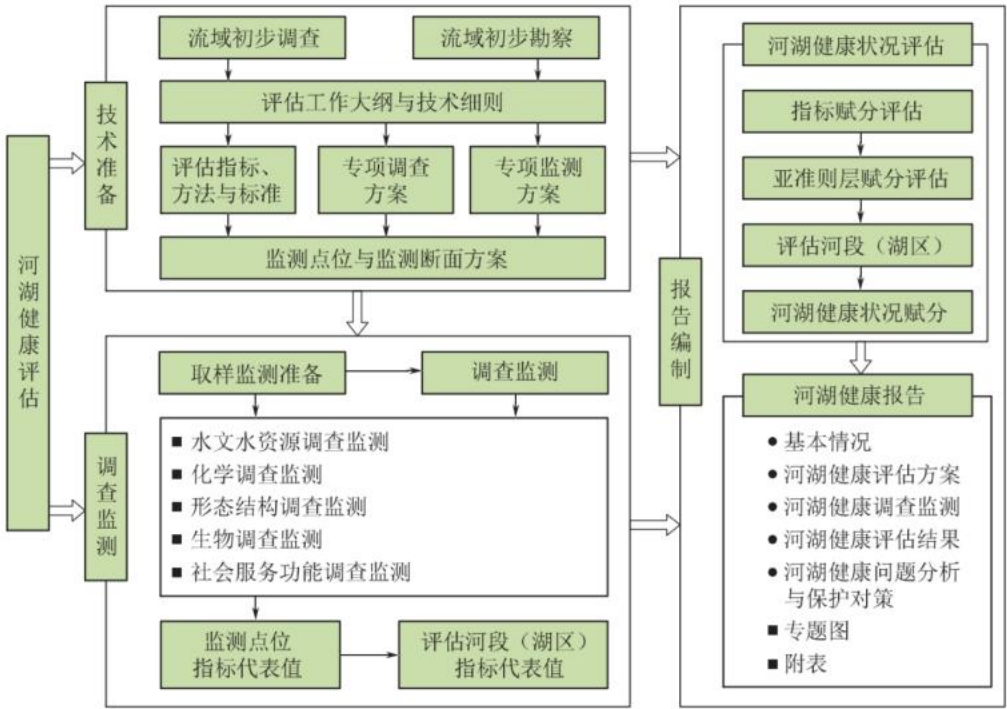 河湖健康评估
技术准备
流域初步调查
流域初步勘察
评估工作大纲与技术细则
评估指标、
方法与标准
专项调查
方案
专项监测
方案
监测点位与监测断面方案
调查监测
取样监测准备
调查监测
■ 水文水资源调查监测
■ 化学调查监测
■ 形态结构调查监测
■ 生物调查监测
■ 社会服务功能调查监测
监测点位
指标代表值
评估河段（湖区）
指标代表值
报告编制
河湖健康状况评估
指标赋分评估
亚准则层赋分评估
评估河段（湖区）
河湖健康状况赋分
河湖健康报告
● 基本情况
● 河湖健康评估方案
● 河湖健康调查监测
● 河湖健康评估结果
● 河湖健康问题分析
与保护对策
■ 专题图
■ 附表